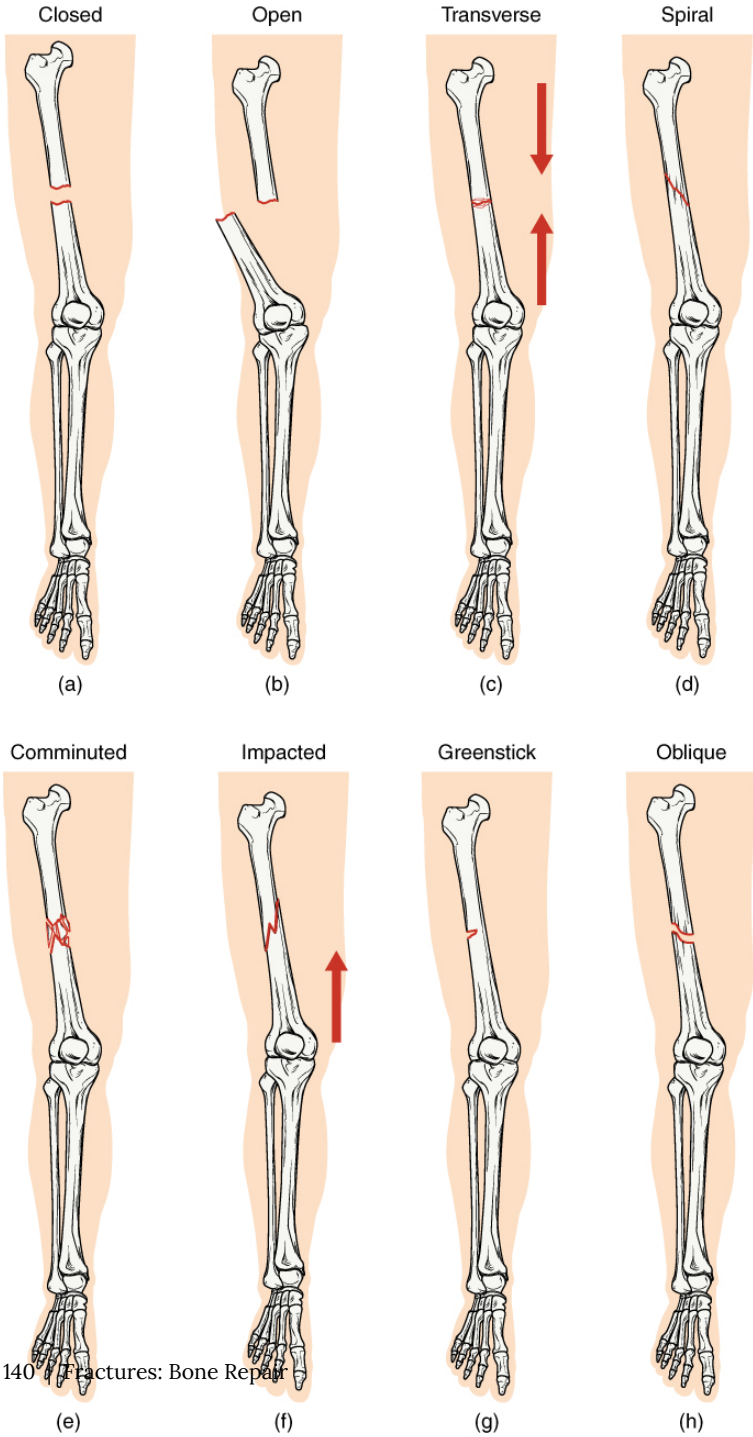 Closed Open Transverse Spiral
(a) (b) (c) (d)
Comminuted Impacted Greenstick Oblique
140 | Fractures: Bone Repair
(e) (f) (g) (h)